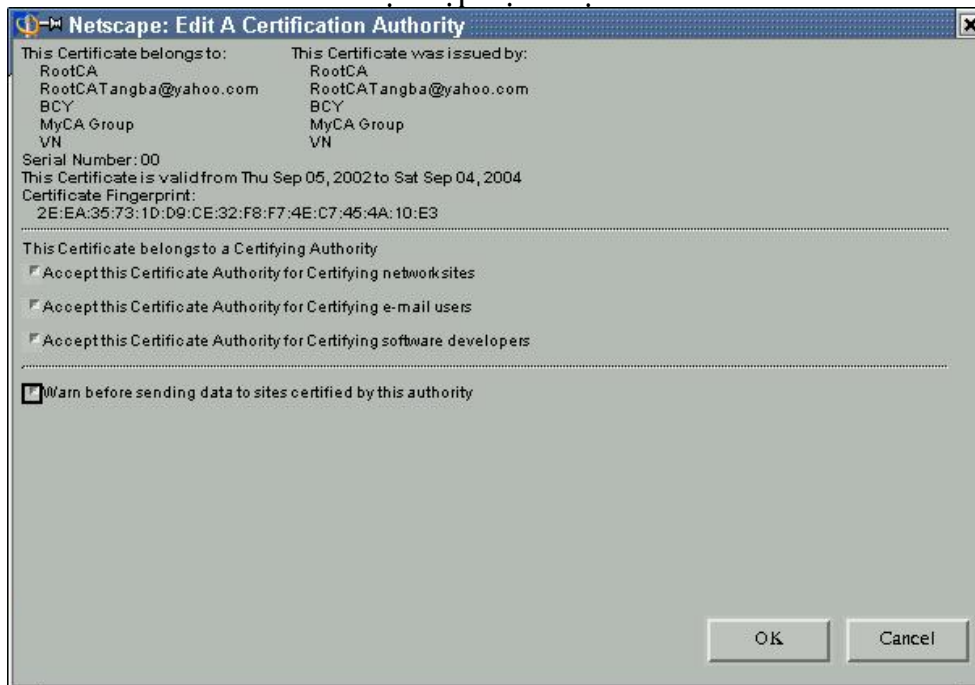 Netscape: Edit A Certification Authority
This Certificate belongs to: This Certificate was issued by:
RootCA RootCA
RootCATangba@yahoo.com RootCATangba@yahoo.com
BCY BCY
MyCA Group MyCA Group
VN VN
Serial Number: 00
This Certificate is valid from Thu Sep 05, 2002 to Sat Sep 04, 2004
Certificate Fingerprint:
2E:EA:35:73:1D:D9:CE:32:F8:F7:4E:C7:45:4A:10:E3
This Certificate belongs to a Certifying Authority
Accept this Certificate Authority for Certifying network sites
Accept this Certificate Authority for Certifying e-mail users
Accept this Certificate Authority for Certifying software developers
Warn before sending data to sites certified by this authority
OK Cancel